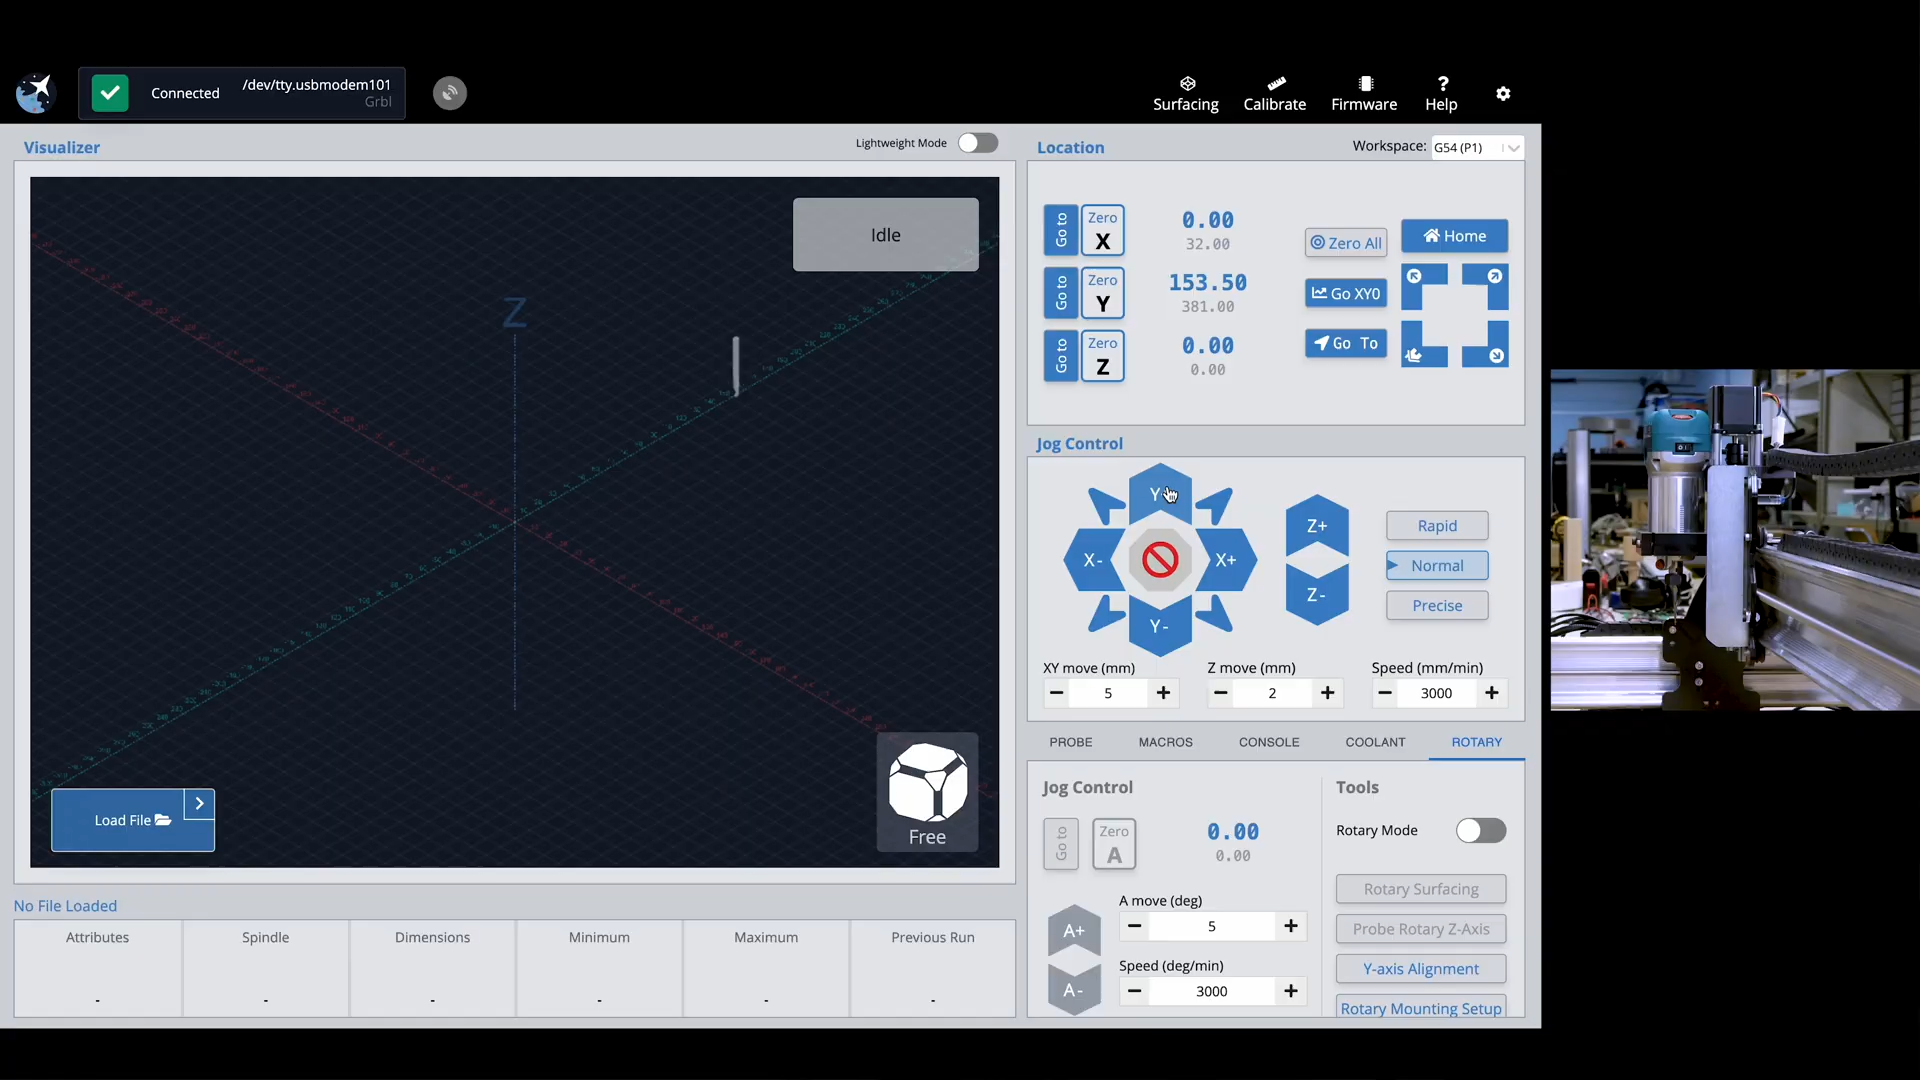 Connected
/dev/tty.usbmodem101
Grbl
Surfacing
Calibrate
Firmware
?
Help
Visualizer
Lightweight Mode
Location
Workspace:
G54 (P1)
Idle
Z
Go to
Zero
X
0.00
32.00
Zero All
Home
Go to
Zero
Y
153.50
381.00
Go XY0
Go to
Zero
Z
0.00
0.00
Go To
Jog Control
X-
X+
Y-
Z+
Z-
Rapid
Normal
Precise
XY move (mm)
Z move (mm)
Speed (mm/min)
5
2
3000
PROBE
MACROS
CONSOLE
COOLANT
ROTARY
Jog Control
Tools
Go to
Zero
A
0.00
0.00
Rotary Mode
Rotary Surfacing
A move (deg)
A+
5
Probe Rotary Z-Axis
Speed (deg/min)
Y-axis Alignment
A-
3000
Rotary Mounting Setup
Load File
Free
No File Loaded
Attributes
Spindle
Dimensions
Minimum
Maximum
Previous Run
-
-
-
-
-
-